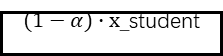 (1 − α) · x_student